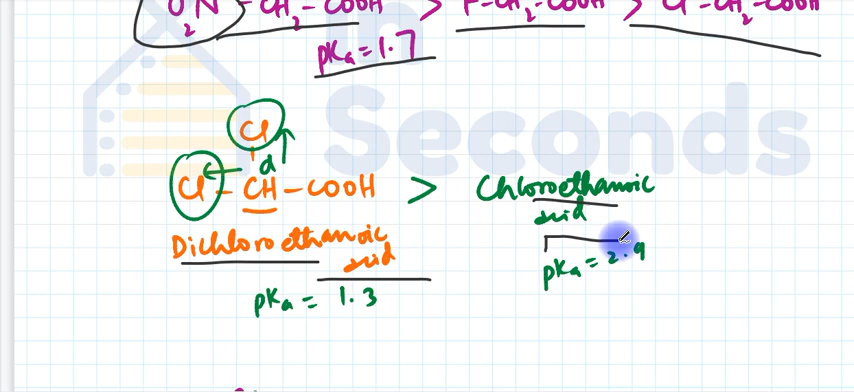 O₂N - CH₂ - COOH > F - CH₂ - COOH > Cl - CH₂ - COOH
pKa = 1.7
In
Seconds
Cl
α
Cl - CH - COOH > Chloroethanoic
acid
Dichloroethanoic
acid
pKa = 2.9
pKa = 1.3